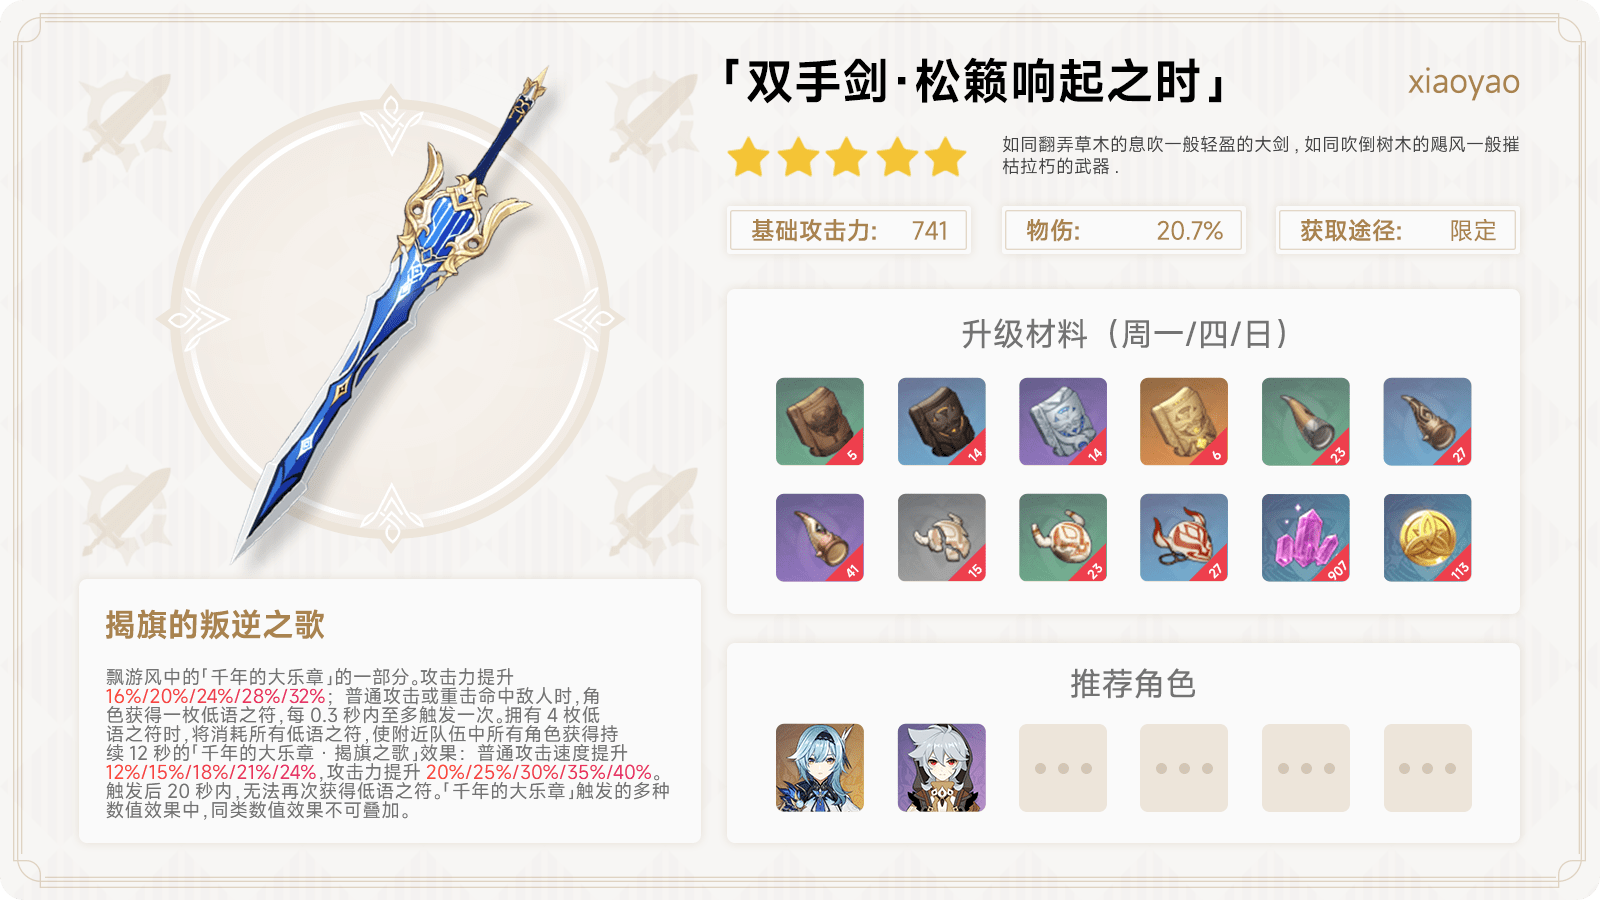 「双手剑·松籁响起之时」
xiaoyao
如同翻弄草木的息吹一般轻盈的大剑，如同吹倒树木的飓风一般摧
枯拉朽的武器．
基础攻击力： 741
物伤： 20.7%
获取途径： 限定
升级材料（周一/四/日）
5 14 14 6 23 27
41 15 23 27 907 113
揭旗的叛逆之歌
飘游风中的「千年的大乐章」的一部分。攻击力提升
16%/20%/24%/28%/32%；普通攻击或重击命中敌人时，角
色获得一枚低语之符，每 0.3 秒内至多触发一次。拥有 4 枚低
语之符时，将消耗所有低语之符，使附近队伍中所有角色获得持
续 12 秒的「千年的大乐章·揭旗之歌」效果：普通攻击速度提升
12%/15%/18%/21%/24%，攻击力提升 20%/25%/30%/35%/40%。
触发后 20 秒内，无法再次获得低语之符。「千年的大乐章」触发的多种
数值效果中，同类数值效果不可叠加。
推荐角色